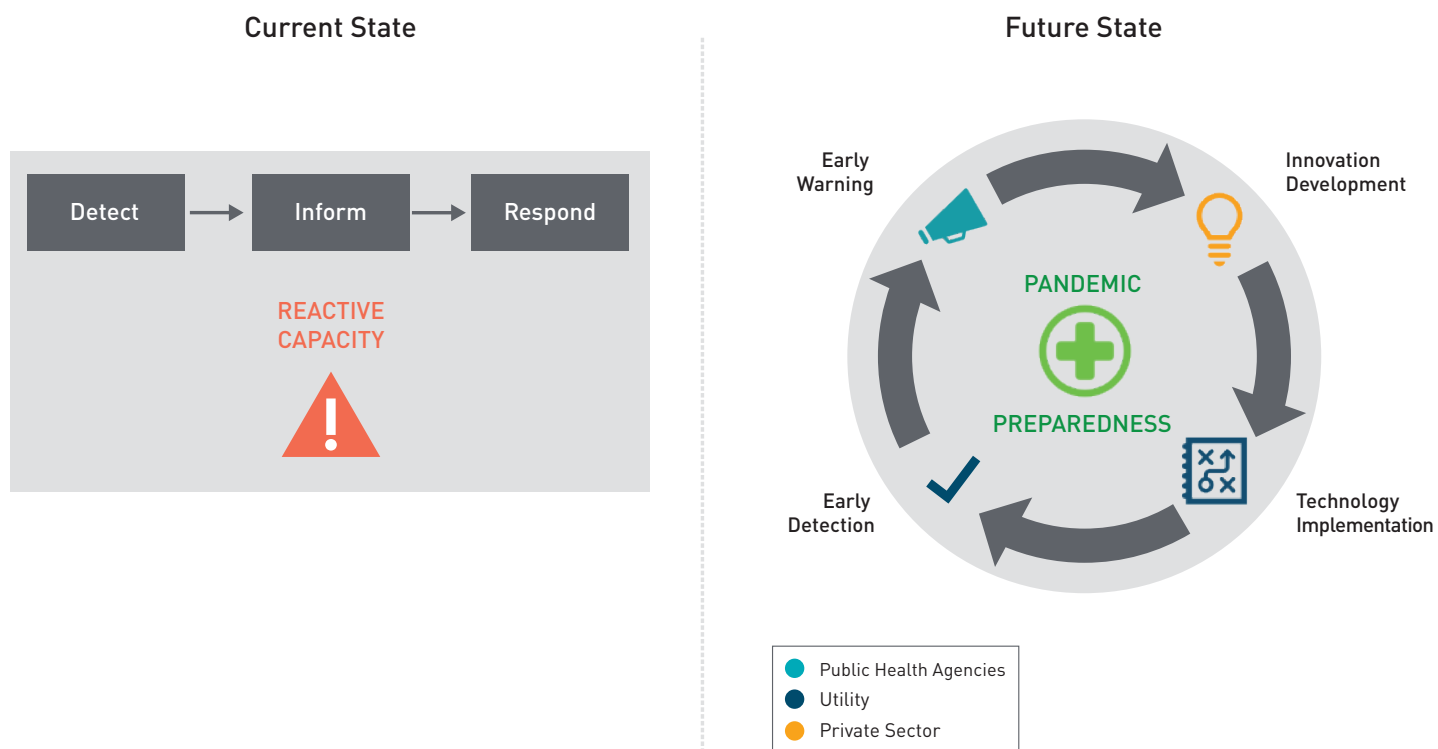 Current State
Detect
Inform
Respond
REACTIVE
CAPACITY
Future State
Early
Warning
Innovation
Development
PANDEMIC
PREPAREDNESS
Early
Detection
Technology
Implementation
Public Health Agencies
Utility
Private Sector